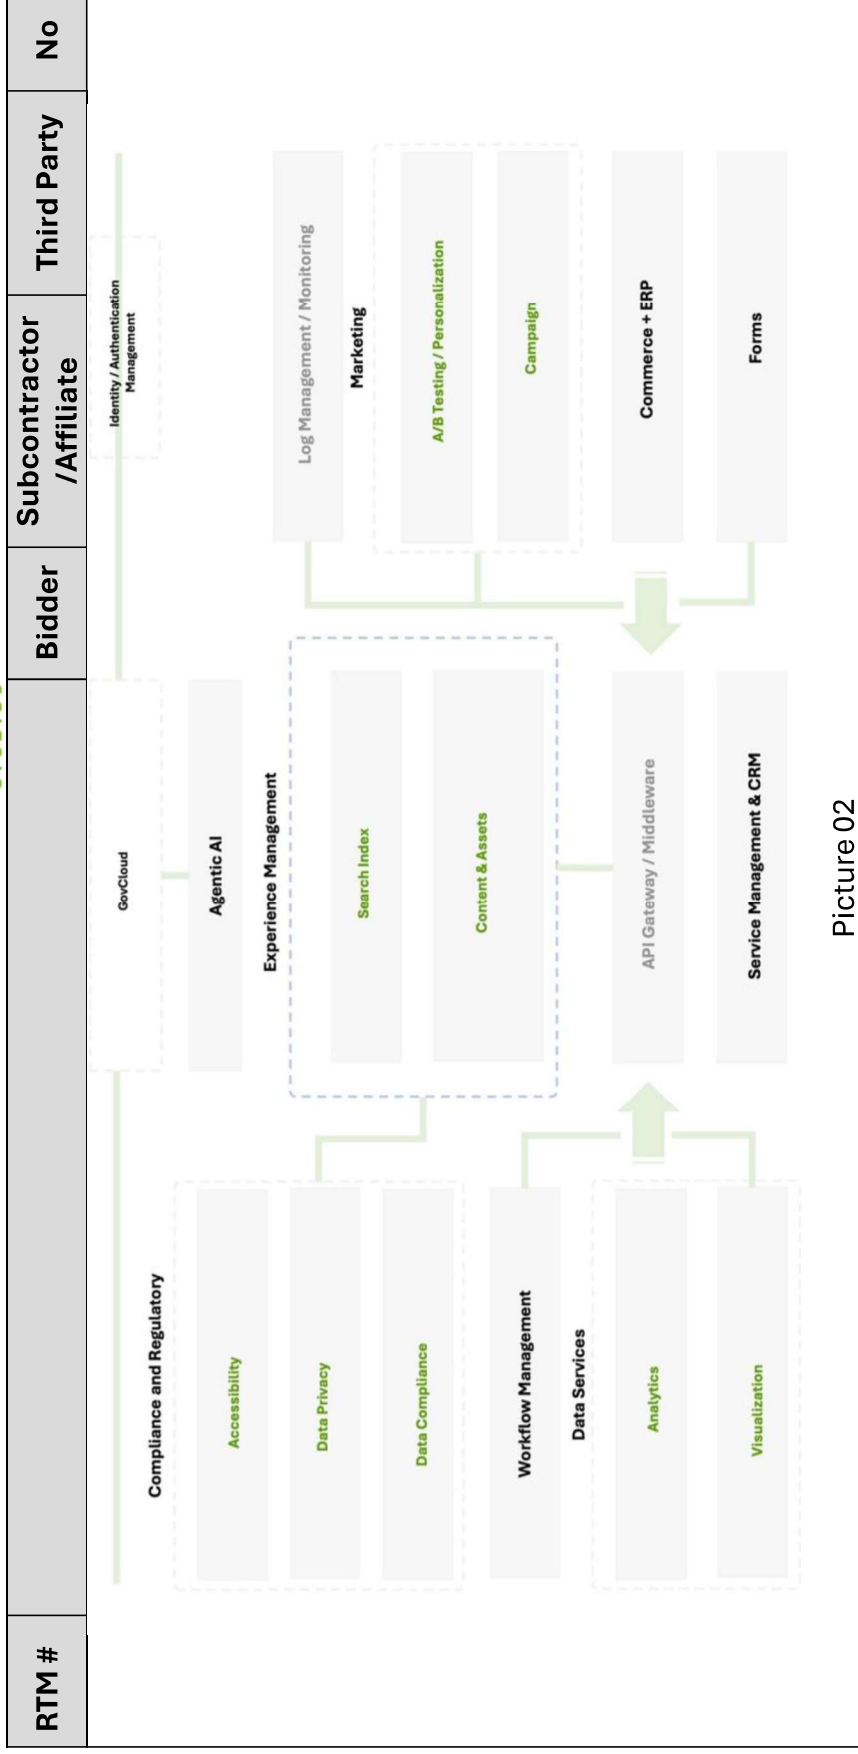 RTM #
Bidder
Subcontractor
/Affiliate
Third Party
No
GovCloud
Identity / Authentication
Management
Compliance and Regulatory
Accessibility
Data Privacy
Data Compliance
Workflow Management
Data Services
Analytics
Visualization
Agentic AI
Experience Management
Search Index
Content & Assets
API Gateway / Middleware
Service Management & CRM
Log Management / Monitoring
Marketing
A/B Testing / Personalization
Campaign
Commerce + ERP
Forms
Picture 02